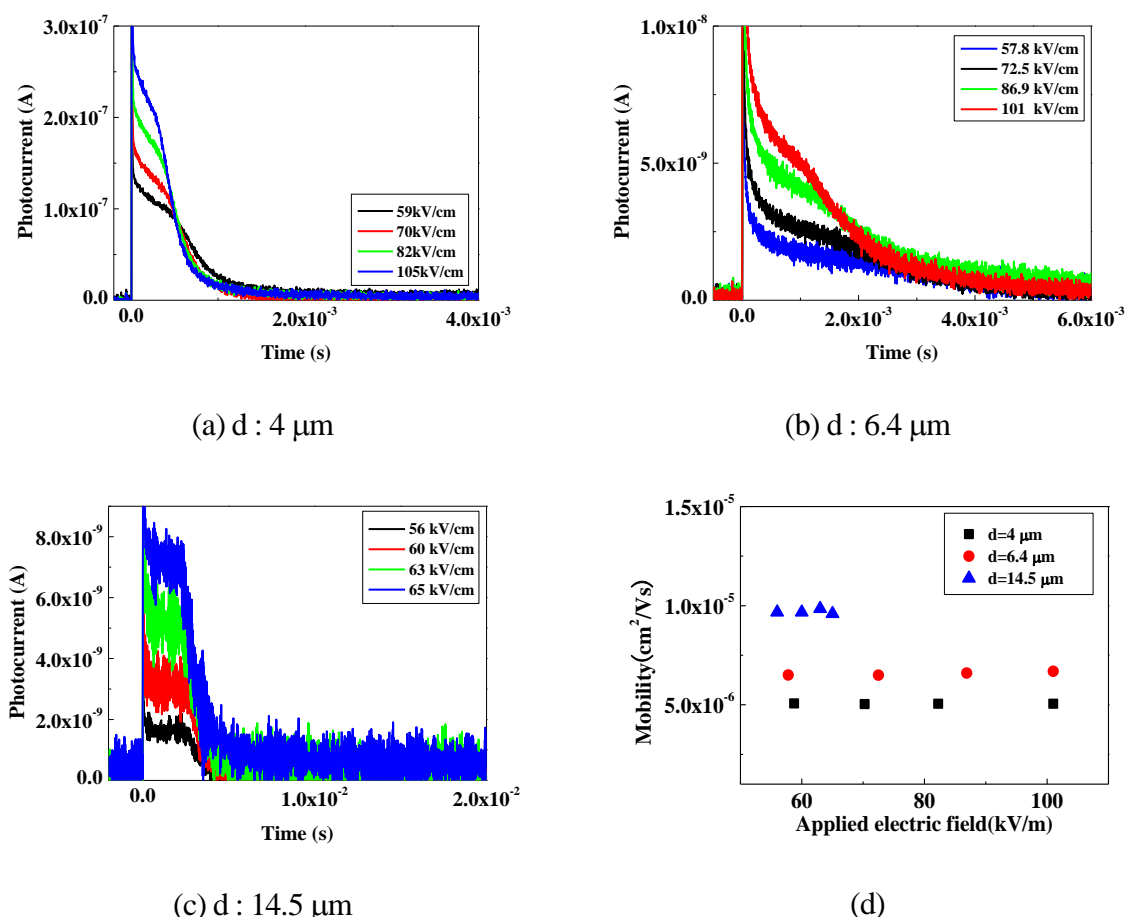 3.0x10⁻⁷
2.0x10⁻⁷
1.0x10⁻⁷
0.0
Photocurrent (A)
59kV/cm
70kV/cm
82kV/cm
105kV/cm
0.0 2.0x10⁻³ 4.0x10⁻³
Time (s)
(a) d : 4 μm
1.0x10⁻⁸
5.0x10⁻⁹
0.0
Photocurrent (A)
57.8 kV/cm
72.5 kV/cm
86.9 kV/cm
101 kV/cm
0.0 2.0x10⁻³ 4.0x10⁻³ 6.0x10⁻³
Time (s)
(b) d : 6.4 μm
8.0x10⁻⁹
6.0x10⁻⁹
4.0x10⁻⁹
2.0x10⁻⁹
0.0
Photocurrent (A)
56 kV/cm
60 kV/cm
63 kV/cm
65 kV/cm
0.0 1.0x10⁻² 2.0x10⁻²
Time (s)
(c) d : 14.5 μm
1.5x10⁻⁵
1.0x10⁻⁵
5.0x10⁻⁶
Mobility(cm²/Vs)
d=4 μm
d=6.4 μm
d=14.5 μm
60 80 100
Applied electric field(kV/m)
(d)